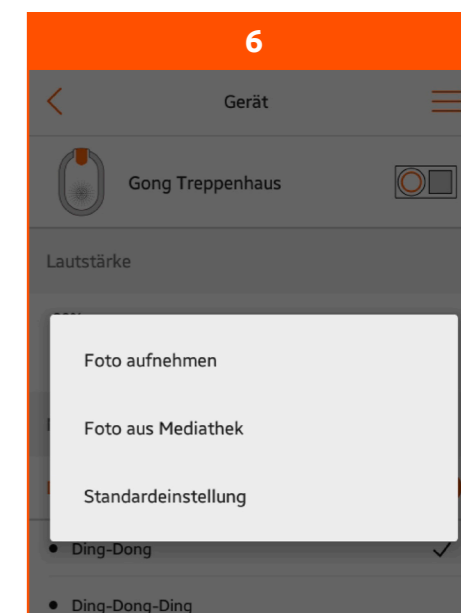 6
Gerät
Gong Treppenhaus
Lautstärke
Foto aufnehmen
Foto aus Mediathek
Standardeinstellung
Ding-Dong
Ding-Dong-Ding